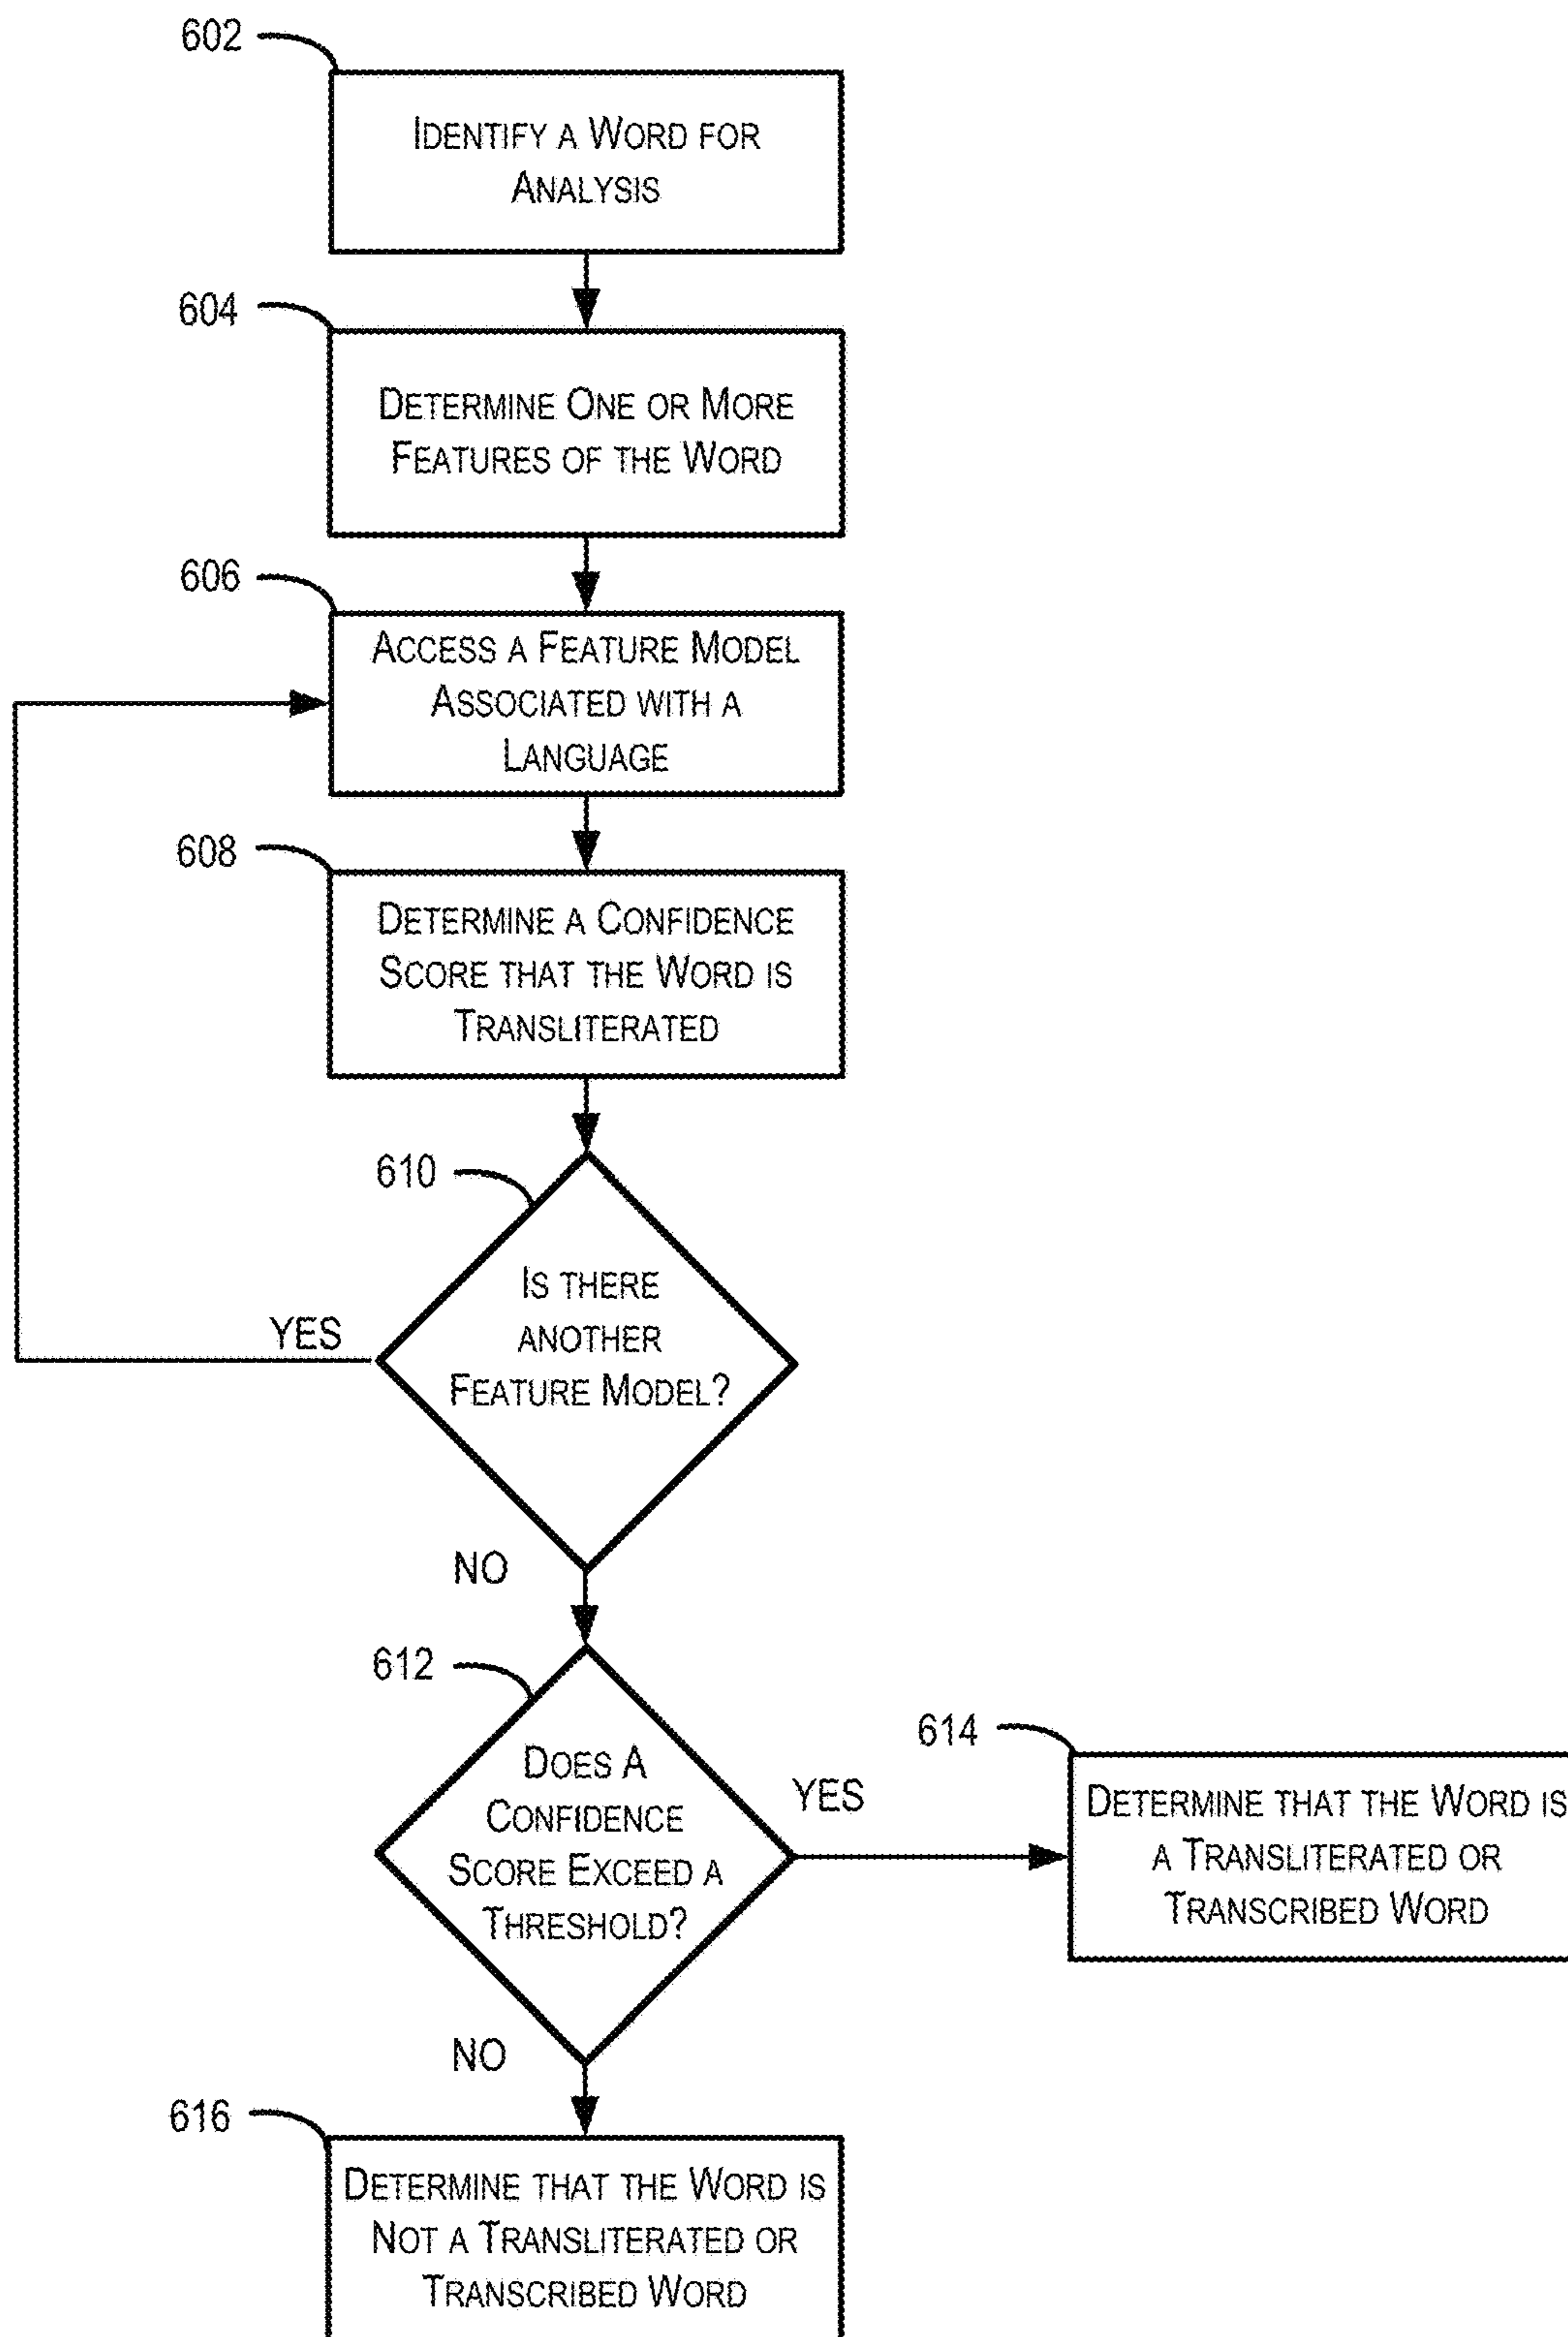 602
IDENTIFY A WORD FOR
ANALYSIS
604
DETERMINE ONE OR MORE
FEATURES OF THE WORD
606
ACCESS A FEATURE MODEL
ASSOCIATED WITH A
LANGUAGE
608
DETERMINE A CONFIDENCE
SCORE THAT THE WORD IS
TRANSLITERATED
610
IS THERE
ANOTHER
FEATURE MODEL?
YES
NO
612
DOES A
CONFIDENCE
SCORE EXCEED A
THRESHOLD?
YES
614
DETERMINE THAT THE WORD IS
A TRANSLITERATED OR
TRANSCRIBED WORD
NO
616
DETERMINE THAT THE WORD IS
NOT A TRANSLITERATED OR
TRANSCRIBED WORD